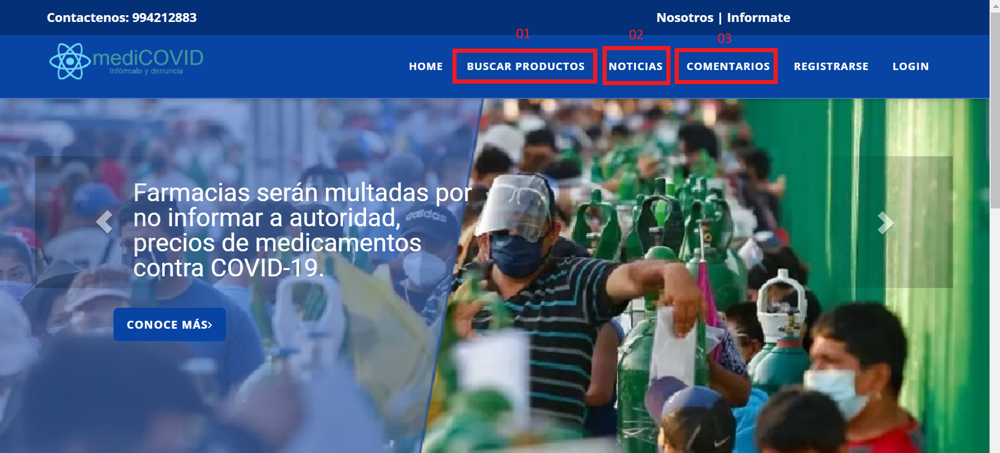 Contactenos: 994212883
Nosotros | Informate
01
02
03
mediCOVID
Infórmate y denuncia
HOME
BUSCAR PRODUCTOS
NOTICIAS
COMENTARIOS
REGISTRARSE
LOGIN
Farmacias serán multadas por
no informar a autoridad,
precios de medicamentos
contra COVID-19.
adidas
CONOCE MÁS